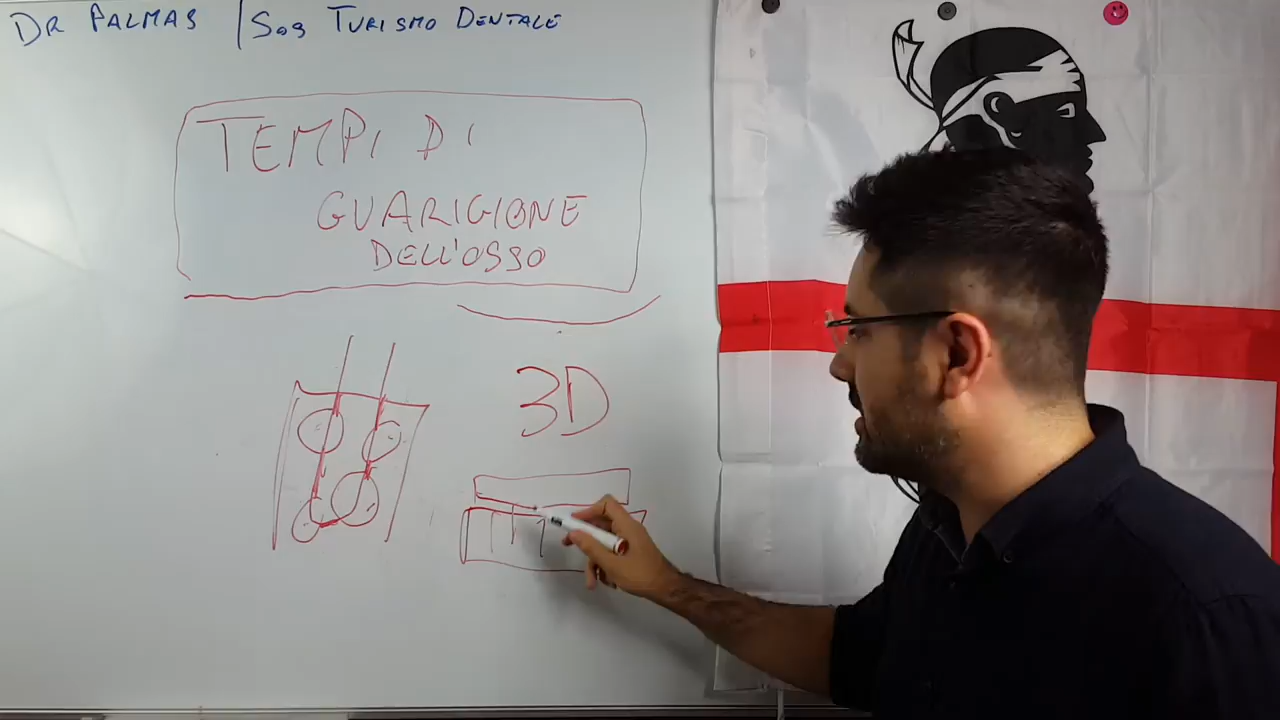 DR PALMAS | SOS TURISMO DENTALE
TEMPI DI
GUARIGIONE
DELL'OSSO
3D